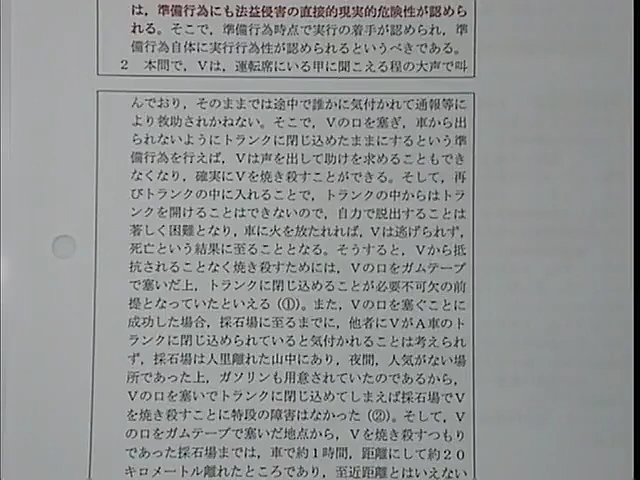 は，準備行為にも法益侵害の直接的現実的危険性が認めら
れる。そこで，準備行為時点で実行の着手が認められ，準
備行為自体に実行行為性が認められるというべきである。
２　本問で，Ｖは，運転席にいる甲に聞こえる程の大声で叫
んでおり，そのままでは途中で誰かに気付かれて通報等に
より救助されかねない。そこで，Ｖの口を塞ぎ，車から出
られないようにトランクに閉じ込めたままにするという準
備行為を行えば，Ｖは声を出して助けを求めることもでき
なくなり，確実にＶを焼き殺すことができる。そして，再
びトランクの中に入れることで，トランクの中からはトラ
ンクを開けることはできないので，自力で脱出することは
著しく困難となり，車に火を放たれれば，Ｖは逃げられず，
死亡という結果に至ることとなる。そうすると，Ｖから抵
抗されることなく焼き殺すためには，Ｖの口をガムテープ
で塞いだ上，トランクに閉じ込めることが必要不可欠の前
提となっていたといえる（①）。また，Ｖの口を塞ぐことに
成功した場合，採石場に至るまでに，他者にＶがＡ車のト
ランクに閉じ込められていると気付かれることは考えられ
ず，採石場は人里離れた山中にあり，夜間，人気がない場
所であった上，ガソリンも用意されていたのであるから，
Ｖの口を塞いでトランクに閉じ込めてしまえば採石場でＶ
を焼き殺すことに特段の障害はなかった（②）。そして，Ｖ
の口をガムテープで塞いだ地点から，Ｖを焼き殺すつもり
であった採石場までは，車で約１時間，距離にして約２０
キロメートル離れたところであり，至近距離とはいえない